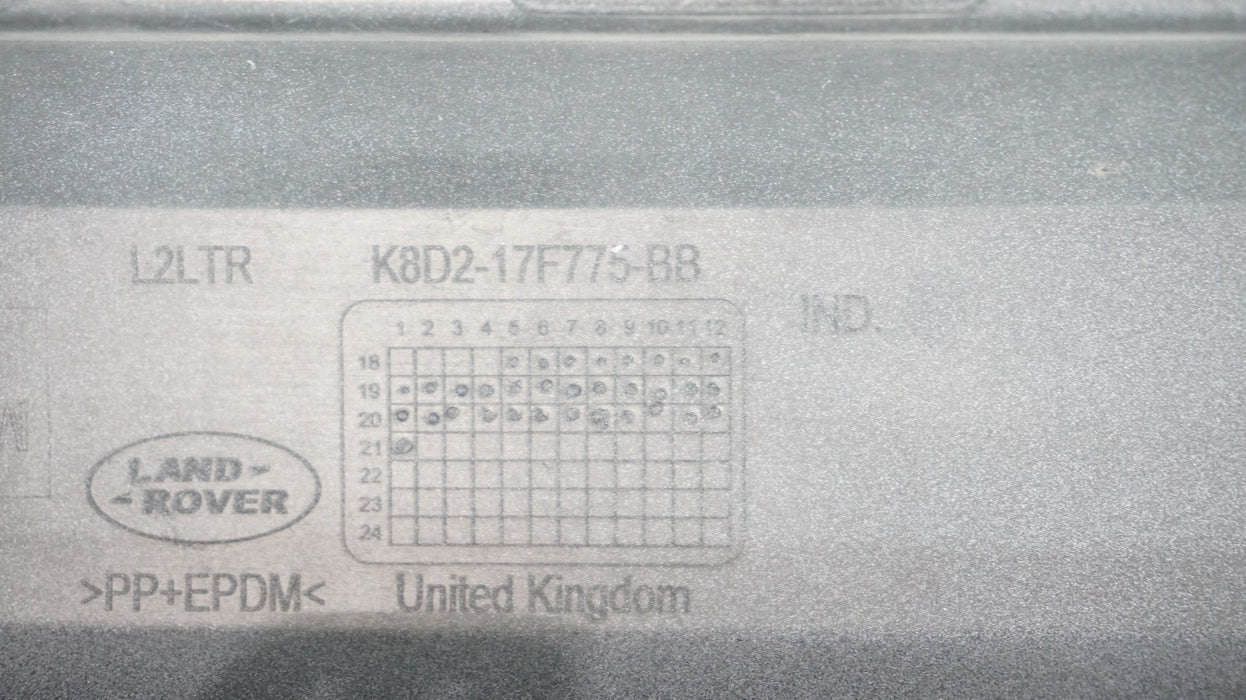 L2LTR
K8D2-17F775-BB
IND.
1 2 3 4 5 6 7 8 9 10 11 12
18
19
20
21
22
23
24
LAND
ROVER
>PP+EPDM<
United Kingdom